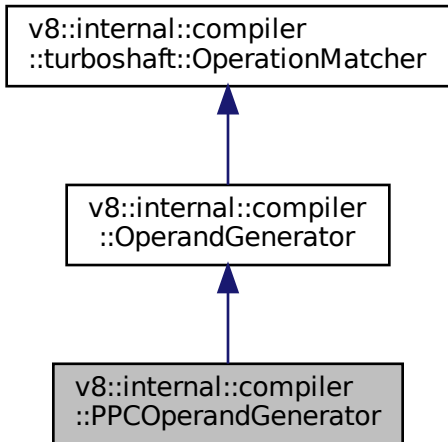 v8::internal::compiler
::turboshaft::OperationMatcher
v8::internal::compiler
::OperandGenerator
v8::internal::compiler
::PPCOperandGenerator